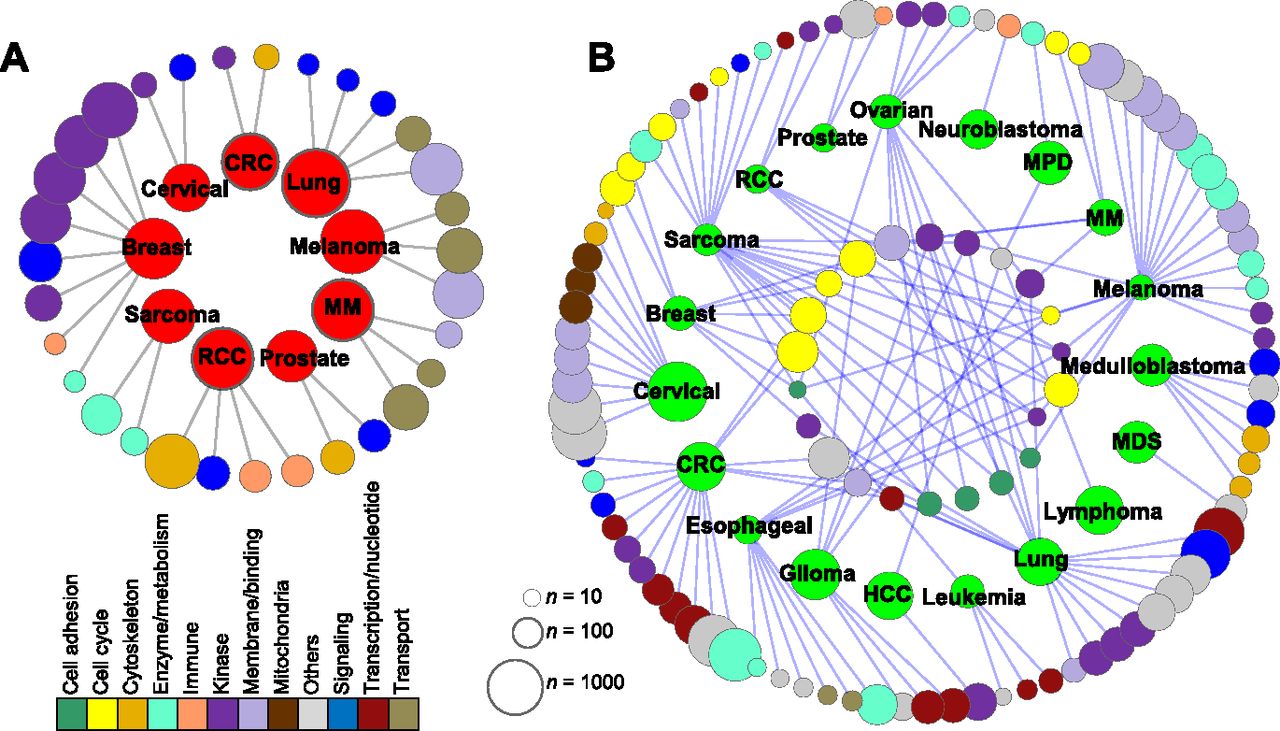 A
CRC
Lung
Cervical
Breast
Melanoma
Sarcoma
MM
RCC
Prostate
Cell adhesion
Cell cycle
Cytoskeleton
Enzyme/metabolism
Immune
Kinase
Membrane/binding
Mitochondria
Others
Signaling
Transcription/nucleotide
Transport
B
Ovarian
Prostate
Neuroblastoma
MPD
RCC
MM
Sarcoma
Melanoma
Breast
Medulloblastoma
Cervical
MDS
CRC
Lymphoma
Esophageal
Lung
Glioma
HCC
Leukemia
n = 10
n = 100
n = 1000